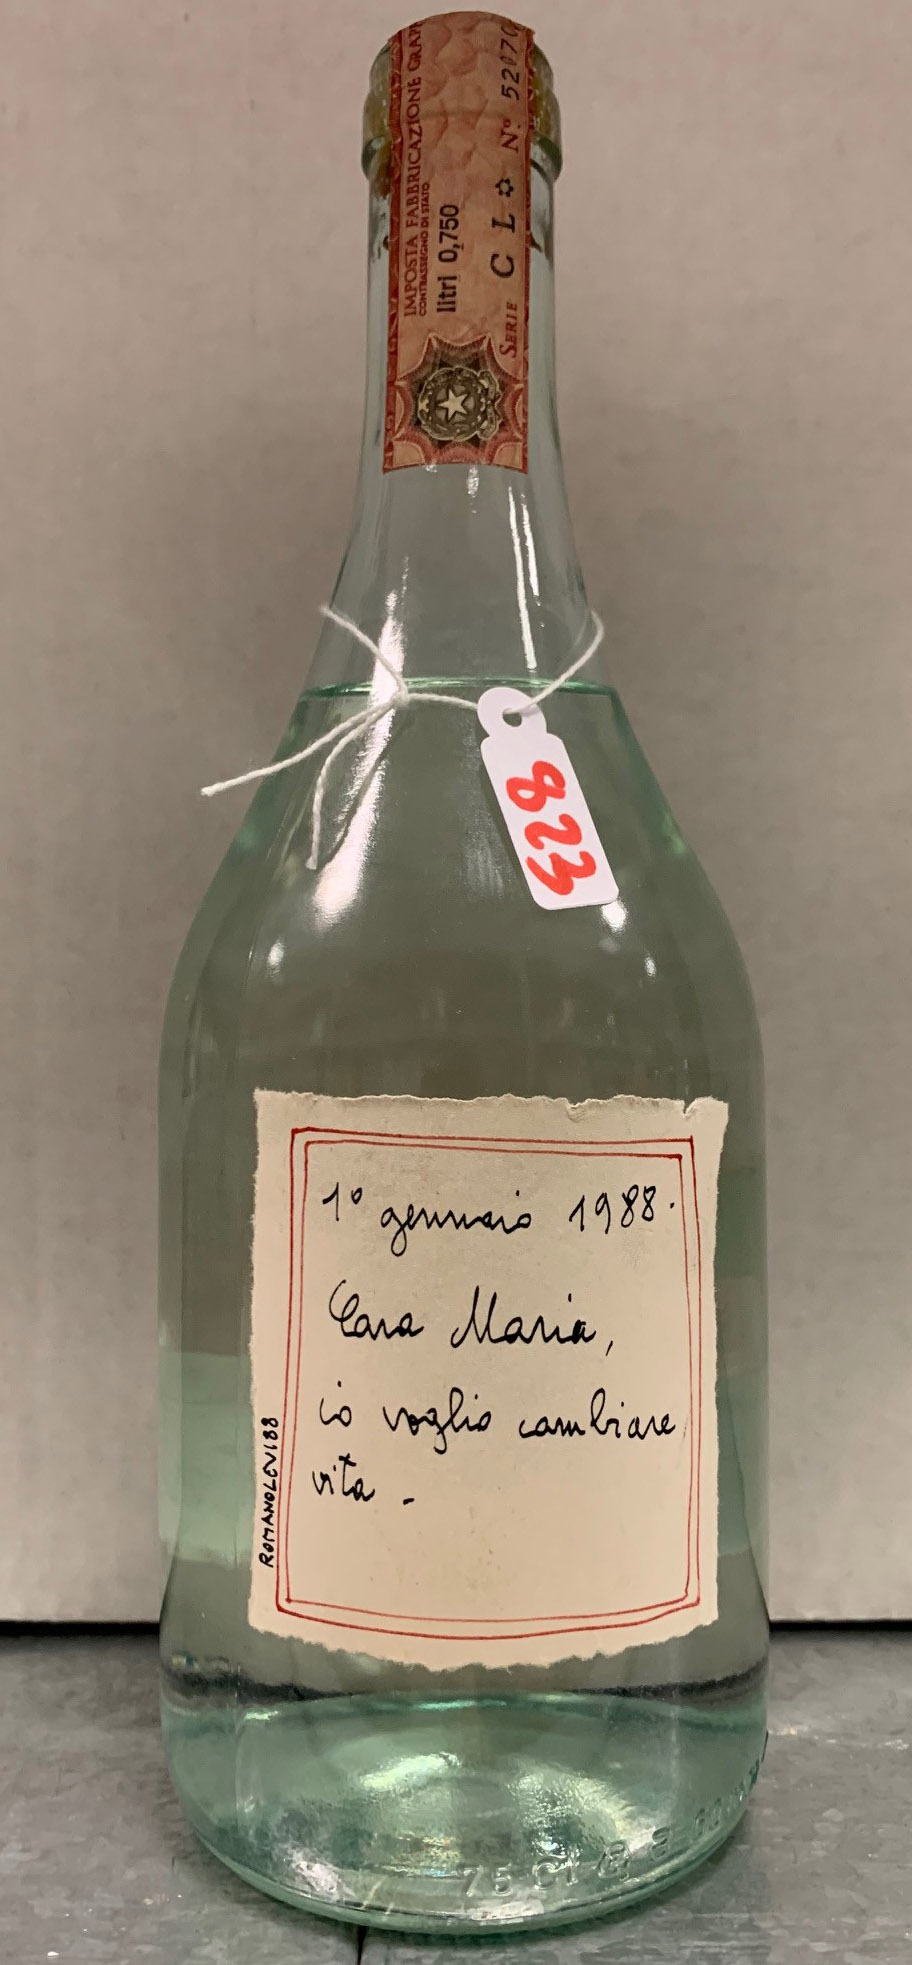 IMPOSTA FABBRICAZIONE
CONTRASSEGNO DI STATO
litri 0,750
SERIE C L ✡ N°
823
1° gennaio 1988.
Cara Maria,
io voglio cambiare
vita.-
ROMANOLEVI88
75 Cl